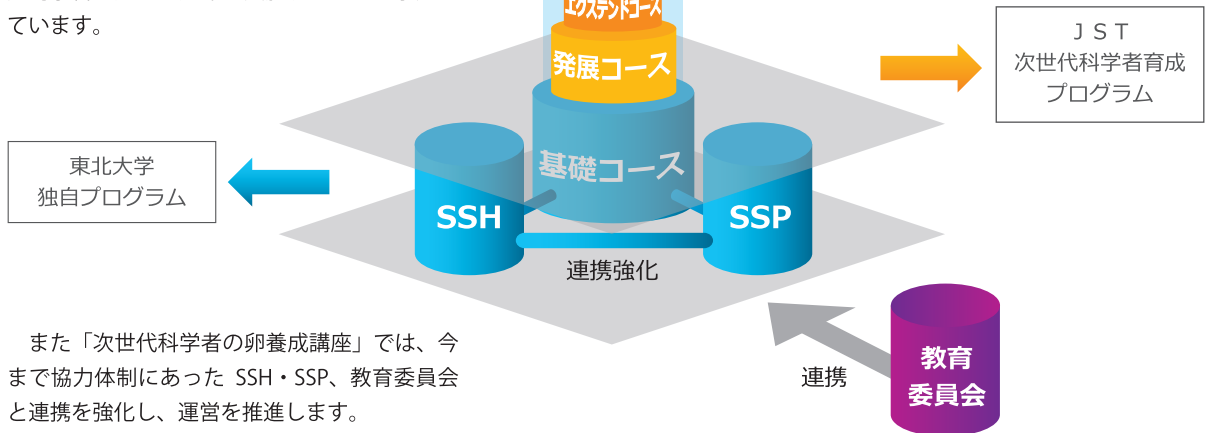 ています。
エクステンドコース
発展コース
基礎コース
JST
次世代科学者育成
プログラム
東北大学
独自プログラム
SSH
SSP
連携強化
また「次世代科学者の卵養成講座」では、今
まで協力体制にあった SSH・SSP、教育委員会
と連携を強化し、運営を推進します。
連携
教育
委員会